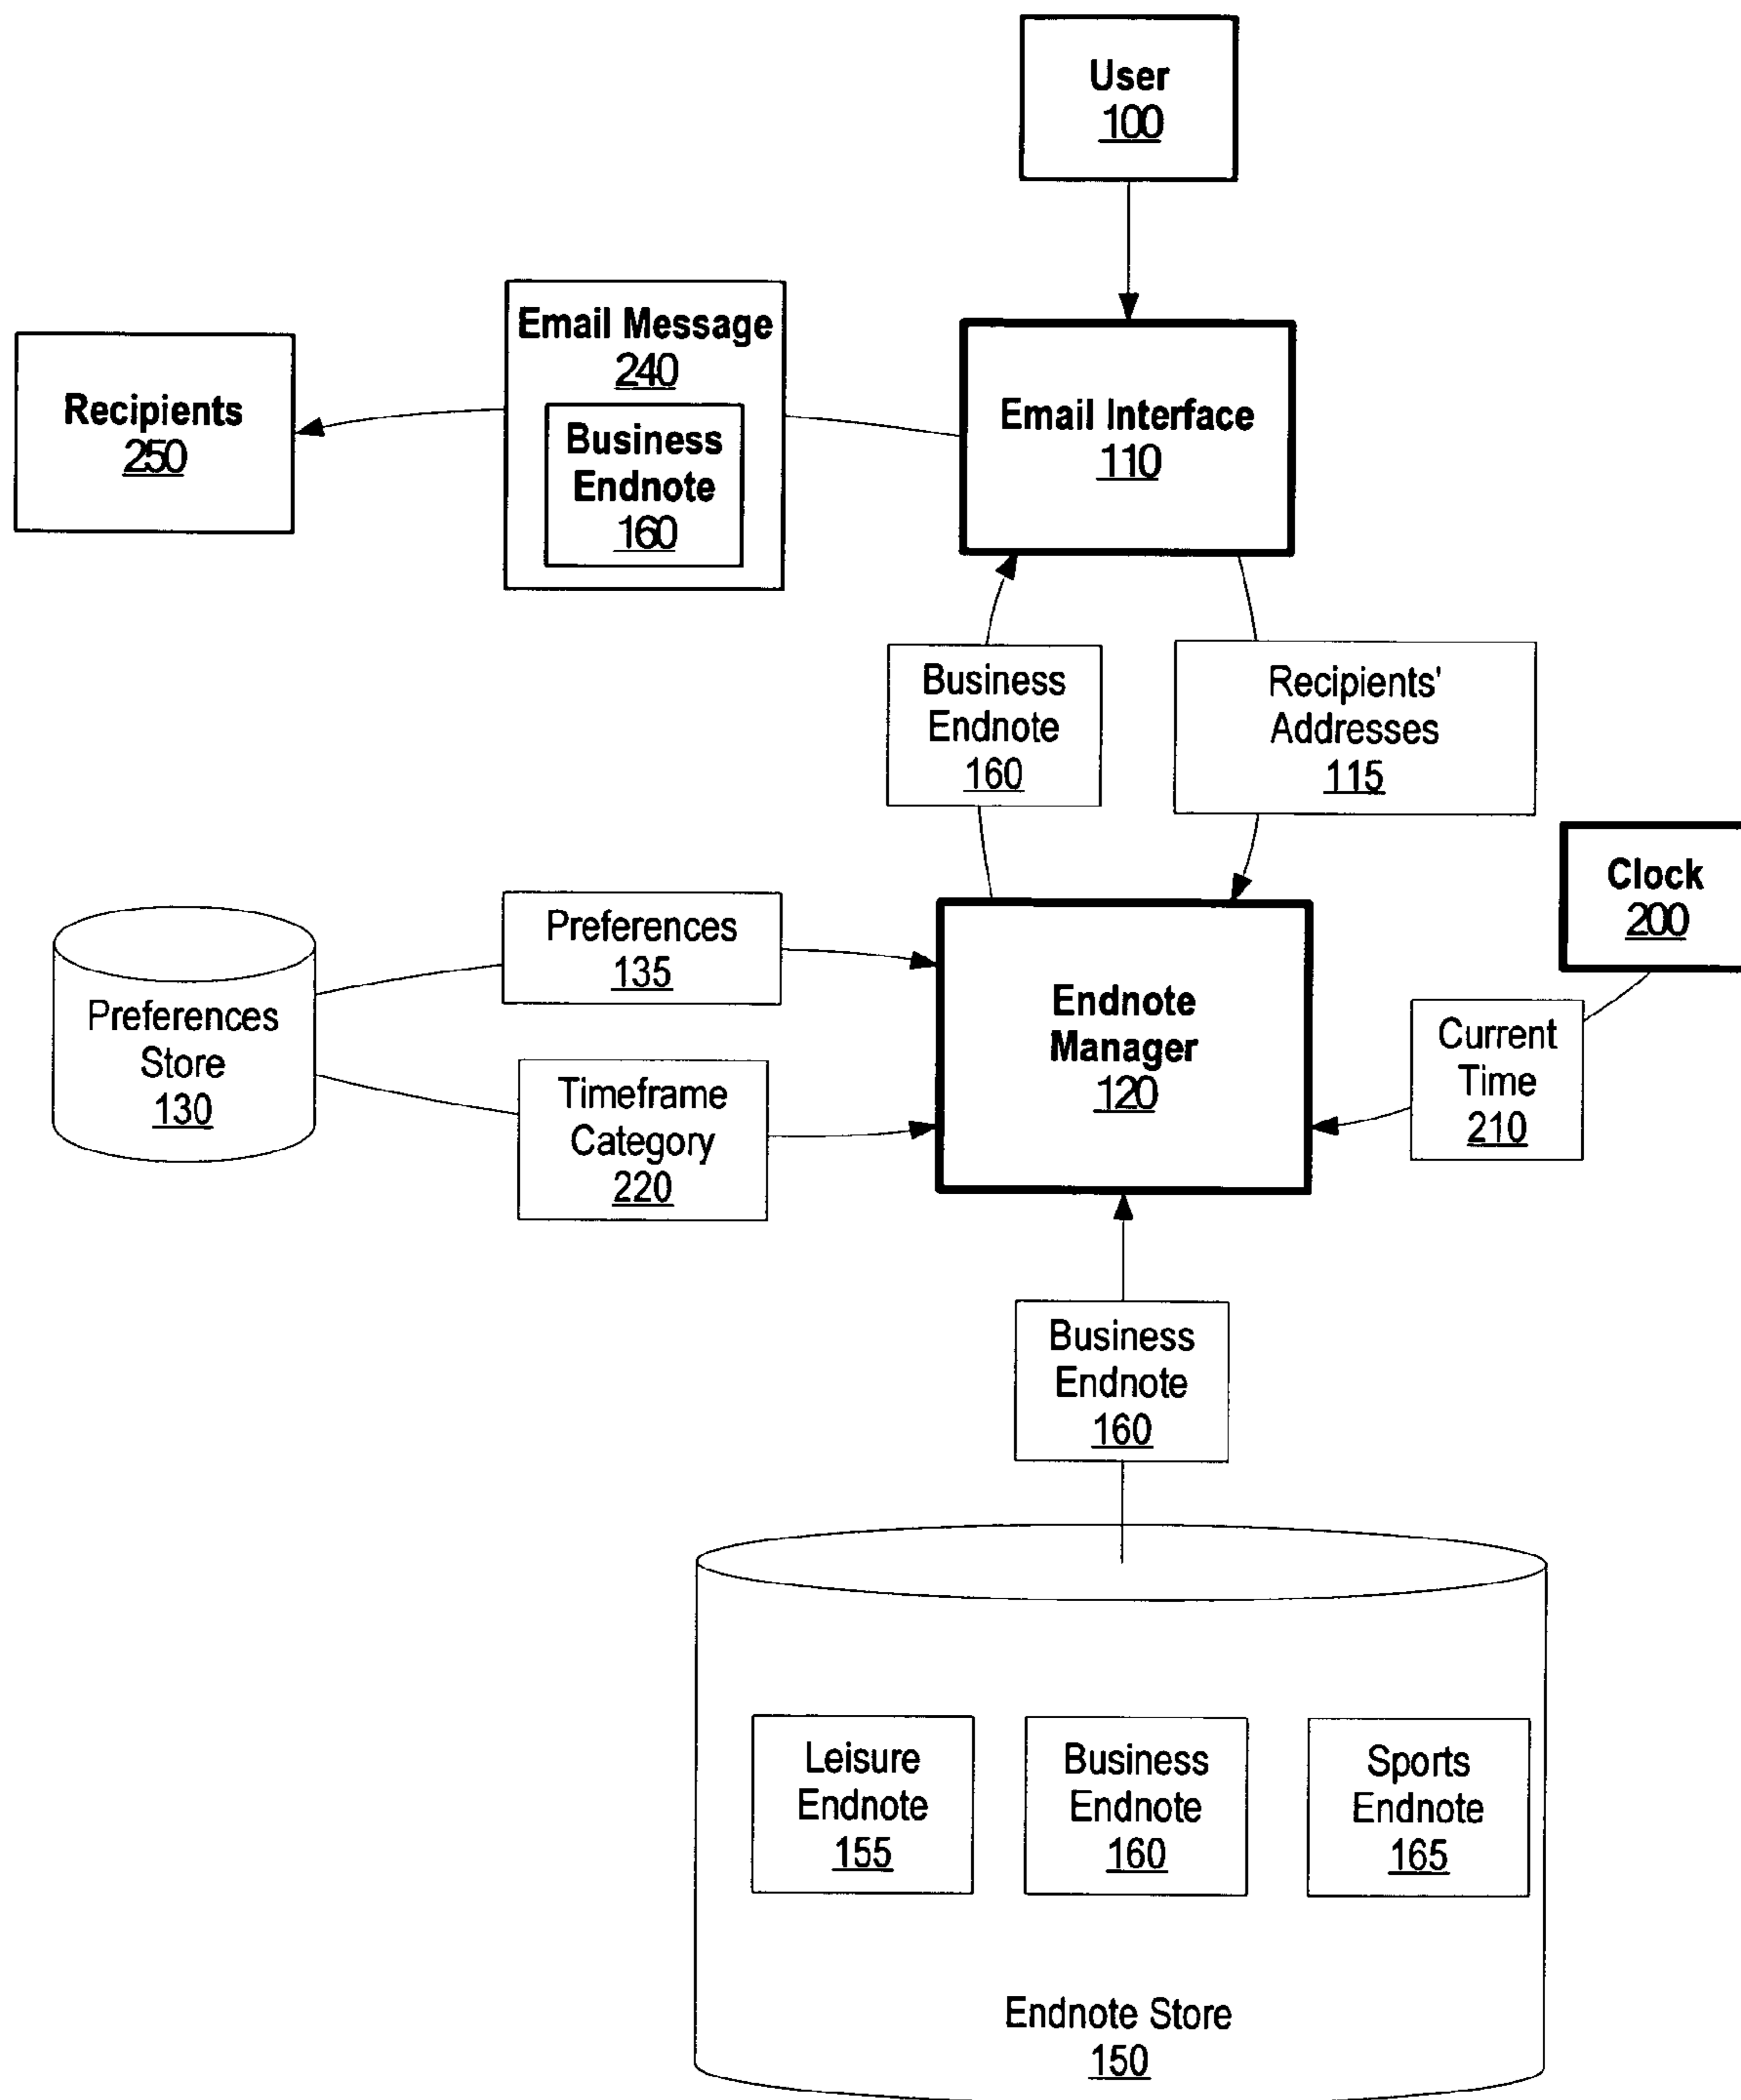 User
100
Email Message
240
Business
Endnote
160
Recipients
250
Email Interface
110
Business
Endnote
160
Recipients'
Addresses
115
Clock
200
Preferences
135
Preferences
Store
130
Timeframe
Category
220
Endnote
Manager
120
Current
Time
210
Business
Endnote
160
Leisure
Endnote
155
Business
Endnote
160
Sports
Endnote
165
Endnote Store
150